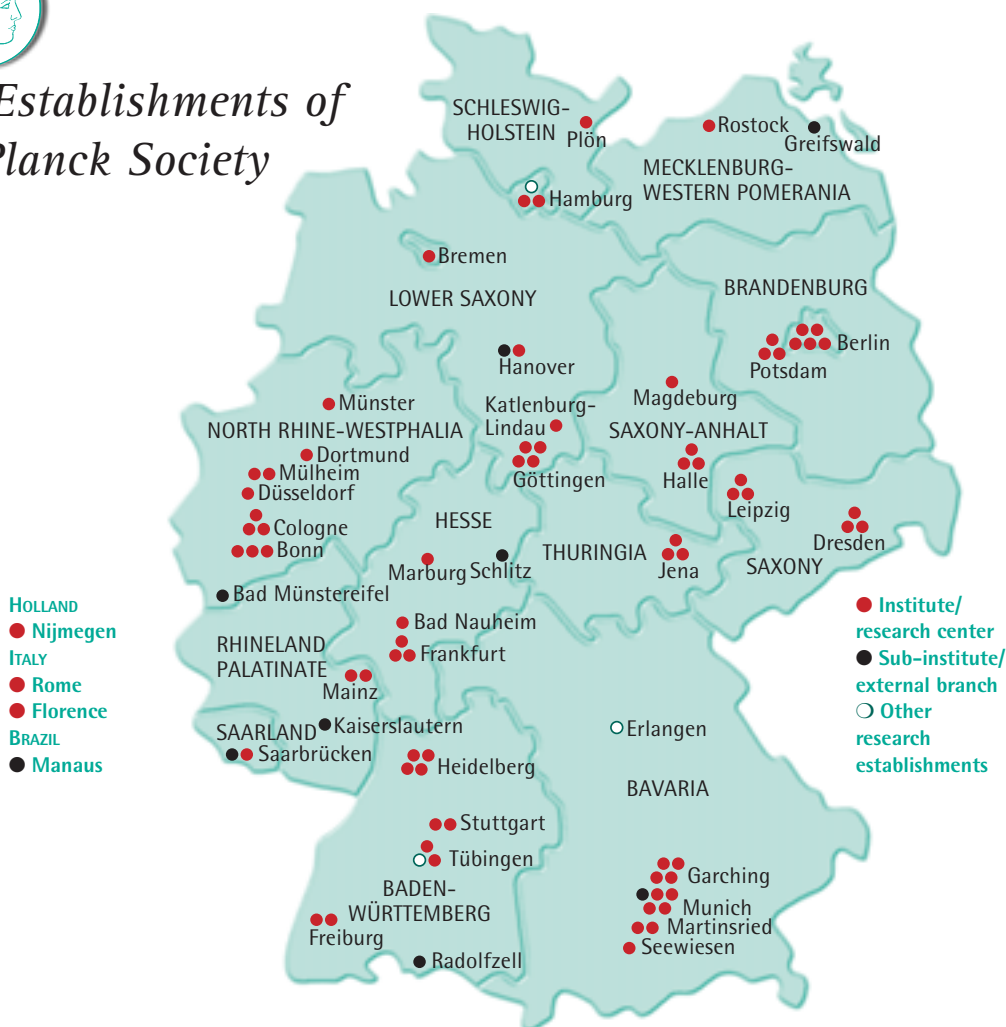 Establishments of
Planck Society
SCHLESWIG-
HOLSTEIN
Plön
Rostock
Greifswald
MECKLENBURG-
WESTERN POMERANIA
Hamburg
Bremen
LOWER SAXONY
BRANDENBURG
Berlin
Potsdam
Hanover
Magdeburg
Münster
Katlenburg-
Lindau
NORTH RHINE-WESTPHALIA
SAXONY-ANHALT
Dortmund
Mülheim
Göttingen
Halle
Düsseldorf
Leipzig
Cologne
HESSE
Dresden
Bonn
THURINGIA
Marburg
Schlitz
Jena
SAXONY
Bad Münstereifel
Bad Nauheim
RHINELAND
PALATINATE
Frankfurt
Mainz
SAARLAND
Kaiserslautern
Saarbrücken
Erlangen
Heidelberg
BAVARIA
Stuttgart
Tübingen
Garching
BADEN-
WÜRTTEMBERG
Munich
Martinsried
Freiburg
Seewiesen
Radolfzell
HOLLAND
Nijmegen
ITALY
Rome
Florence
BRAZIL
Manaus
Institute/
research center
Sub-institute/
external branch
Other
research
establishments